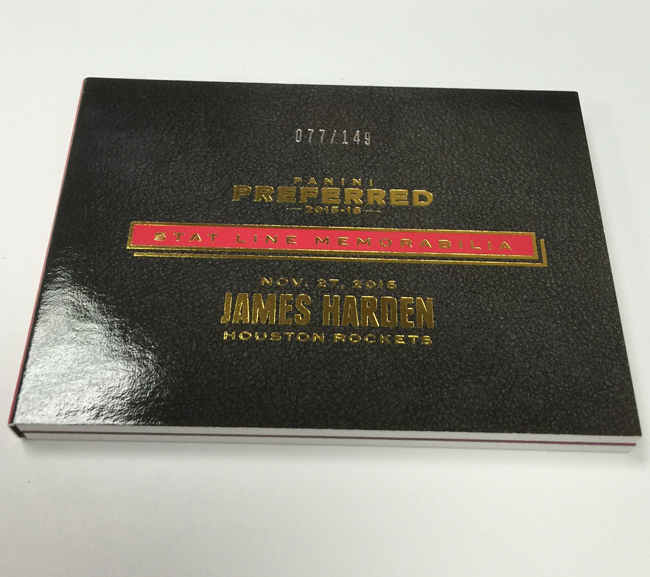 077/149
PANINI
PREFERRED
2015-16
STAT LINE MEMORABILIA
NOV. 27, 2015
JAMES HARDEN
HOUSTON ROCKETS